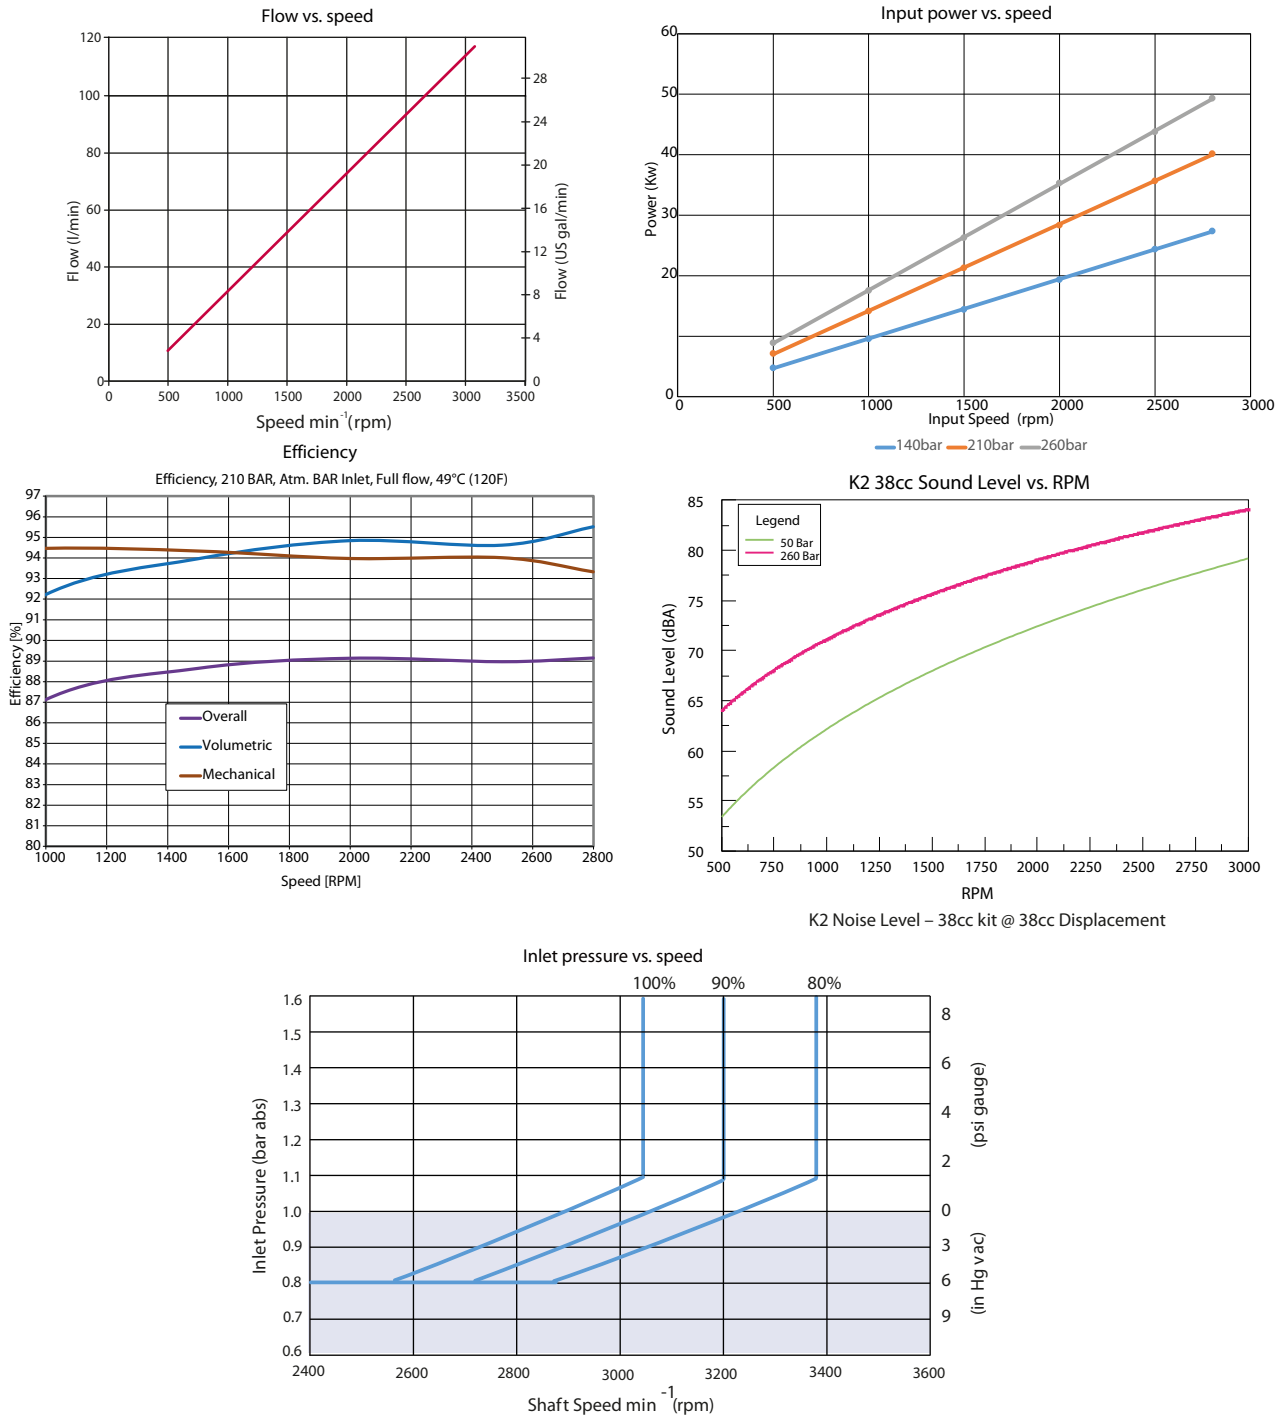 Flow vs. speed
120
100
80
60
40
20
0
28
24
20
16
12
8
4
0
0 500 1000 1500 2000 2500 3000 3500
Flow (l/min)
Flow (US gal/min)
Speed min-1(rpm)
Input power vs. speed
60
50
40
30
20
10
0
0 500 1000 1500 2000 2500 3000
Power (Kw)
Input Speed (rpm)
140bar 210bar 260bar
Efficiency
Efficiency, 210 BAR, Atm. BAR Inlet, Full flow, 49°C (120F)
97
96
95
94
93
92
91
90
89
88
87
86
85
84
83
82
81
80
Efficiency [%]
Overall
Volumetric
Mechanical
1000 1200 1400 1600 1800 2000 2200 2400 2600 2800
Speed [RPM]
K2 38cc Sound Level vs. RPM
85
80
75
70
65
60
55
50
Sound Level (dBA)
Legend
50 Bar
260 Bar
500 750 1000 1250 1500 1750 2000 2250 2500 2750 3000
RPM
K2 Noise Level – 38cc kit @ 38cc Displacement
Inlet pressure vs. speed
100% 90% 80%
1.6
1.5
1.4
1.3
1.2
1.1
1.0
0.9
0.8
0.7
0.6
Inlet Pressure (bar abs)
8
6
4
2
0
3
6
9
(psi gauge)
(in Hg vac)
2400 2600 2800 3000 3200 3400 3600
Shaft Speed min-1(rpm)